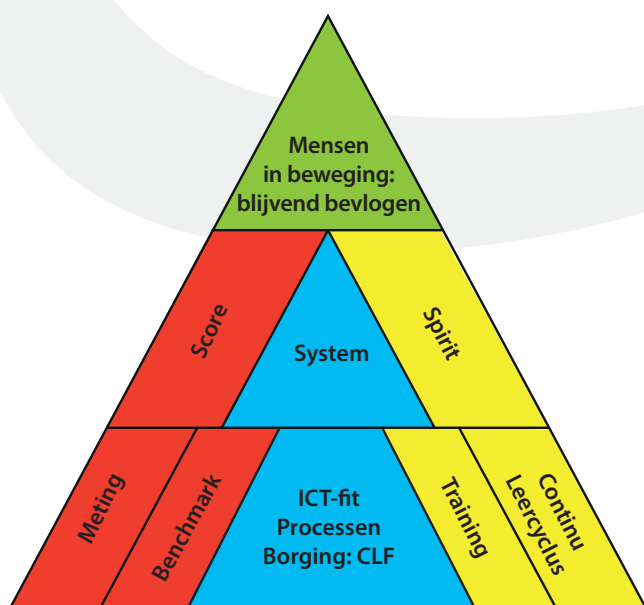 Mensen
in beweging:
blijvend bevlogen
Score
System
Spirit
Meting
Benchmark
ICT-fit
Processen
Borging: CLF
Training
Continu
Leercyclus